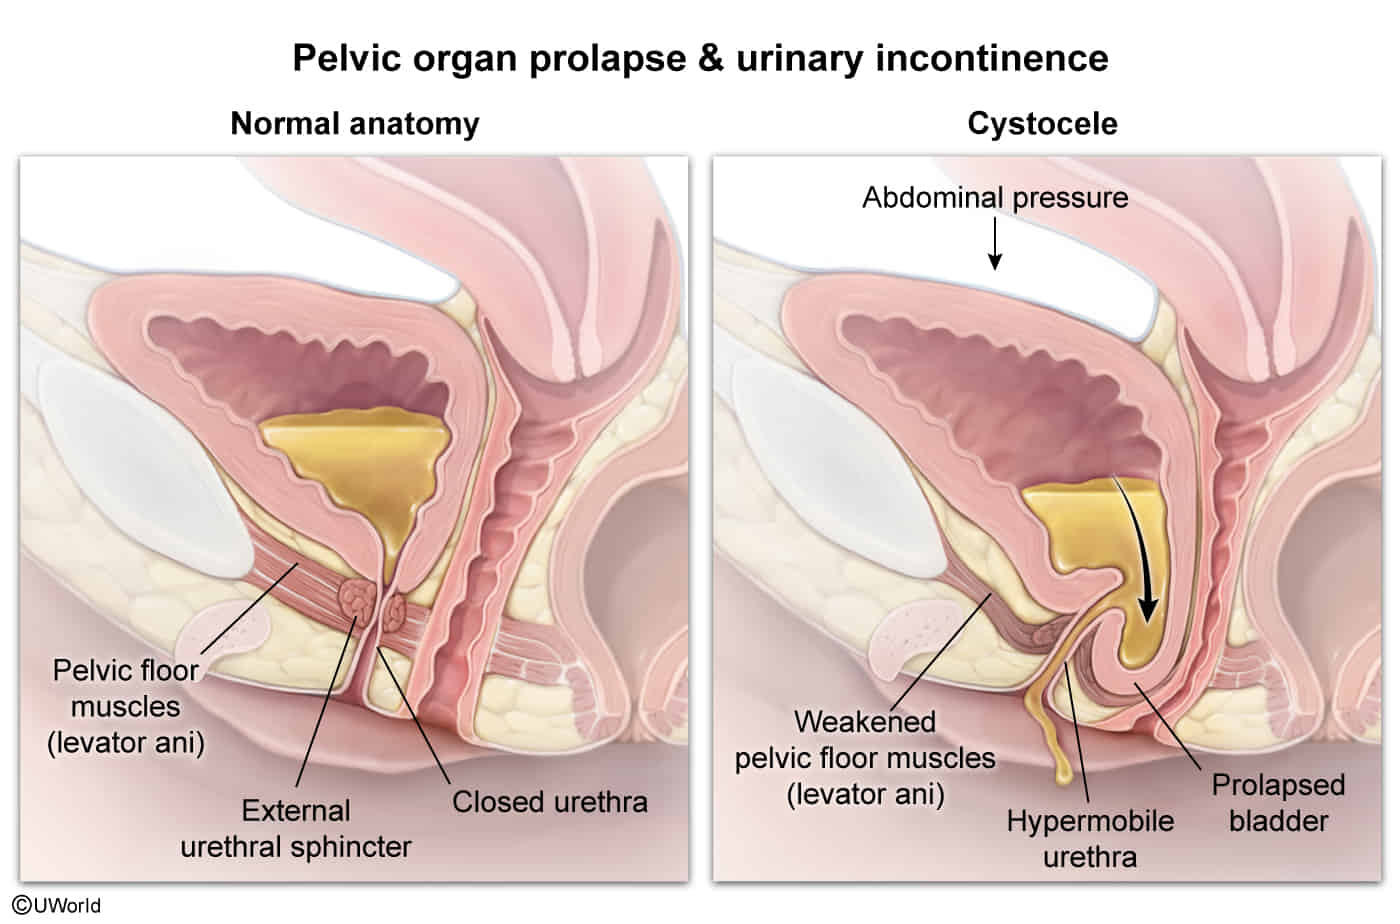 Pelvic organ prolapse & urinary incontinence
Normal anatomy
Pelvic floor
muscles
(levator ani)
External
urethral sphincter
Closed urethra
Cystocele
Abdominal pressure
Weakened
pelvic floor muscles
(levator ani)
Hypermobile
urethra
Prolapsed
bladder
©UWorld